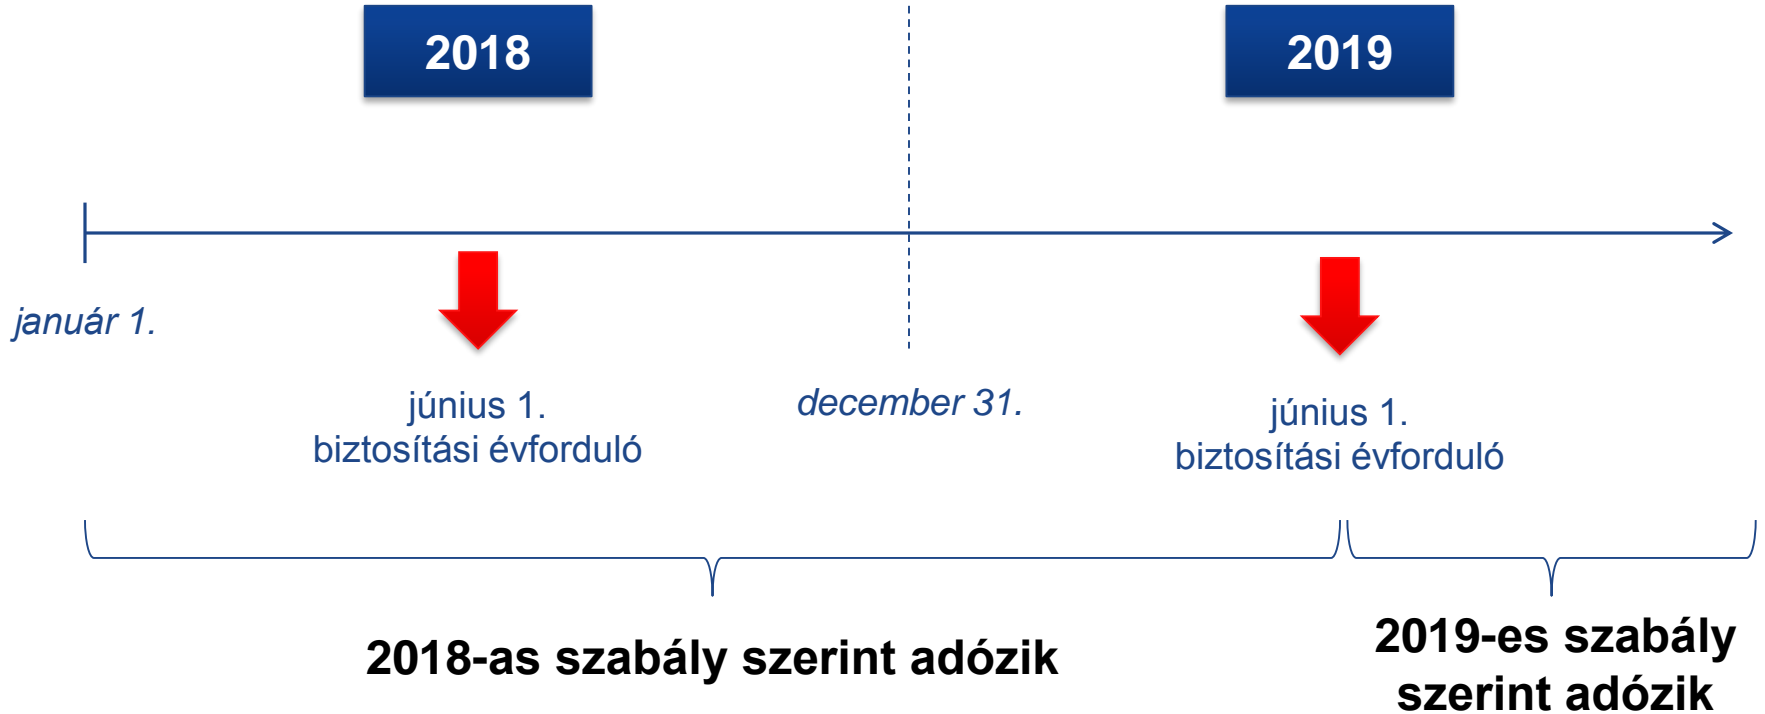 2018
2019
január 1.
június 1.
biztosítási évforduló
december 31.
június 1.
biztosítási évforduló
2018-as szabály szerint adózik
2019-es szabály
szerint adózik